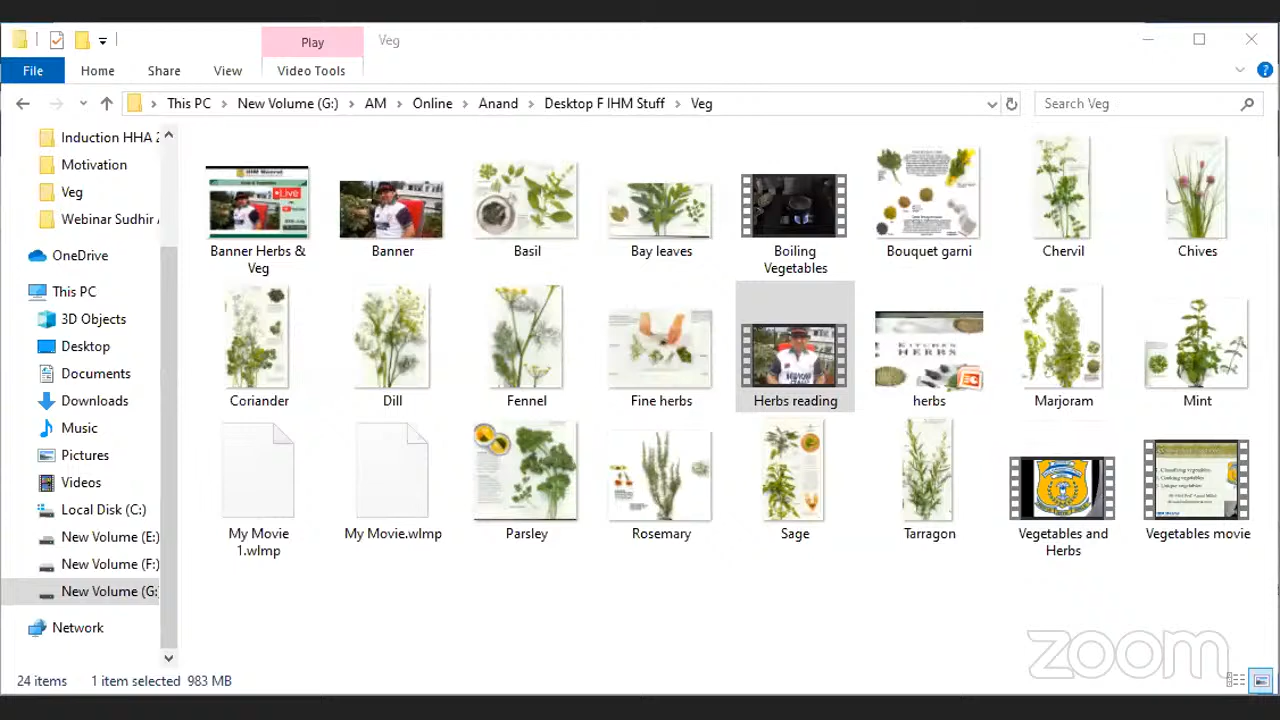 Play
Veg
File
Home
Share
View
Video Tools
This PC
New Volume (G:)
AM
Online
Anand
Desktop F IHM Stuff
Veg
Search Veg
Induction HHA 2
Motivation
Veg
Webinar Sudhir
OneDrive
This PC
3D Objects
Desktop
Documents
Downloads
Music
Pictures
Videos
Local Disk (C:)
New Volume (E:)
New Volume (F:)
New Volume (G:
Network
Banner Herbs &
Veg
Banner
Basil
Bay leaves
Boiling
Vegetables
Bouquet garni
Chervil
Chives
Coriander
Dill
Fennel
Fine herbs
Herbs reading
KITCHEN
HERBS
herbs
Marjoram
Mint
My Movie
1.wlmp
My Movie.wlmp
Parsley
Rosemary
Sage
Tarragon
Vegetables and
Herbs
Vegetables movie
24 items
1 item selected 983 MB
zoom